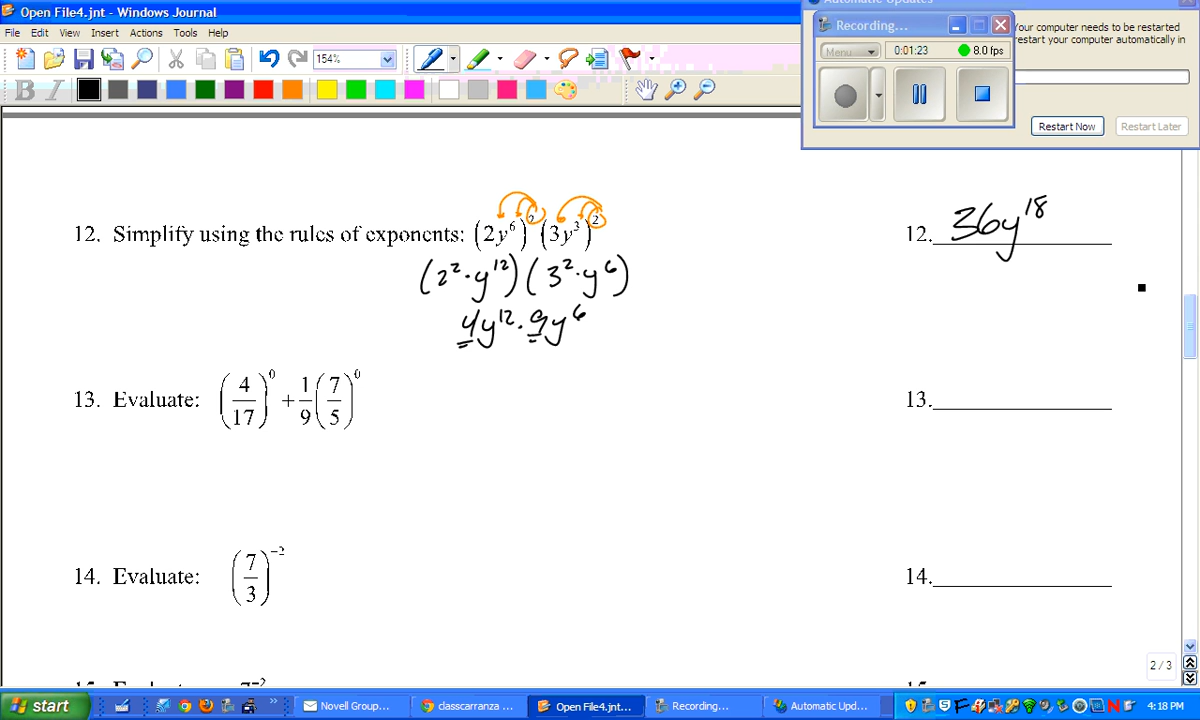 Open File4.jnt - Windows Journal
Automatic Updates
File Edit View Insert Actions Tools Help
Recording...
Your computer needs to be restarted
restart your computer automatically in
Menu 0:01:23 8.0 fps
154%
B I
Restart Now Restart Later
12. Simplify using the rules of exponents: (2y⁶)² (3y³)² 12. 36y¹⁸
(2²·y¹²)(3²·y⁶)
4y¹²·9y⁶
13. Evaluate: (4/17)⁰ + 1/9 (7/5)⁰ 13.
14. Evaluate: (7/3)⁻² 14.
2 / 3
start Novell Group... classcarranza ... Open File4.jnt... Recording... Automatic Upd... 4:18 PM